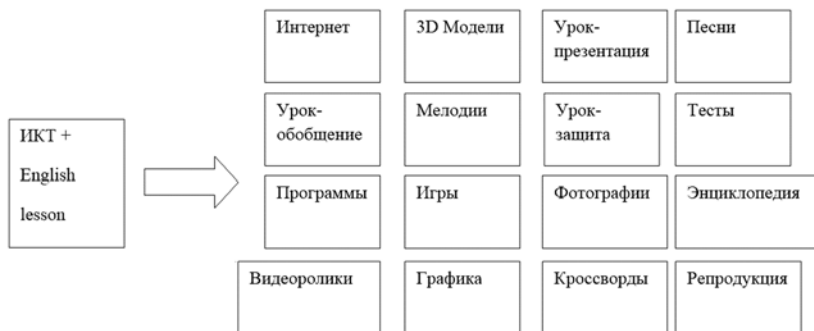 ИКТ +
English
lesson
Интернет
3D Модели
Урок-
презентация
Песни
Урок-
обобщение
Мелодии
Урок-
защита
Тесты
Программы
Игры
Фотографии
Энциклопедия
Видеоролики
Графика
Кроссворды
Репродукция